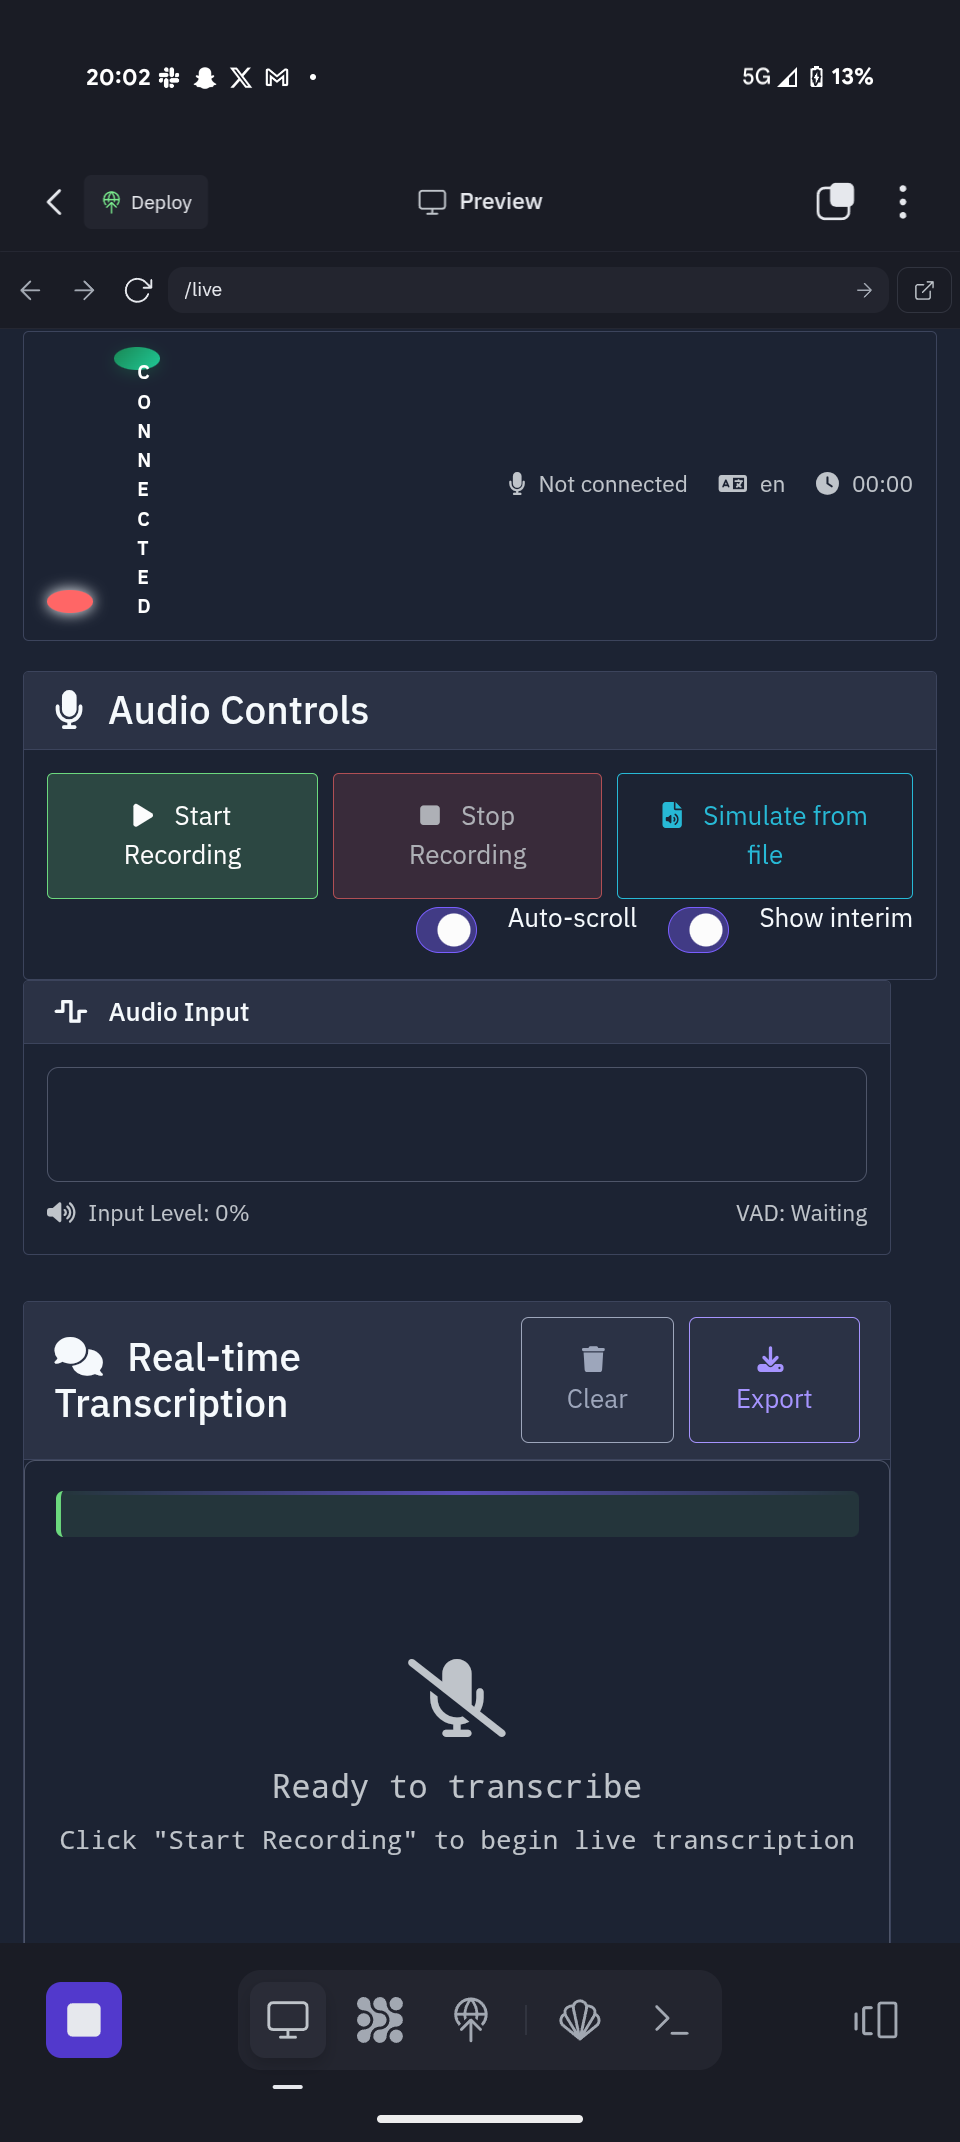 20:02
5G 13%
Deploy
Preview
/live
CONNECTED
Not connected en 00:00
Audio Controls
Start
Recording
Stop
Recording
Simulate from
file
Auto-scroll Show interim
Audio Input
Input Level: 0% VAD: Waiting
Real-time
Transcription
Clear
Export
Ready to transcribe
Click "Start Recording" to begin live transcription